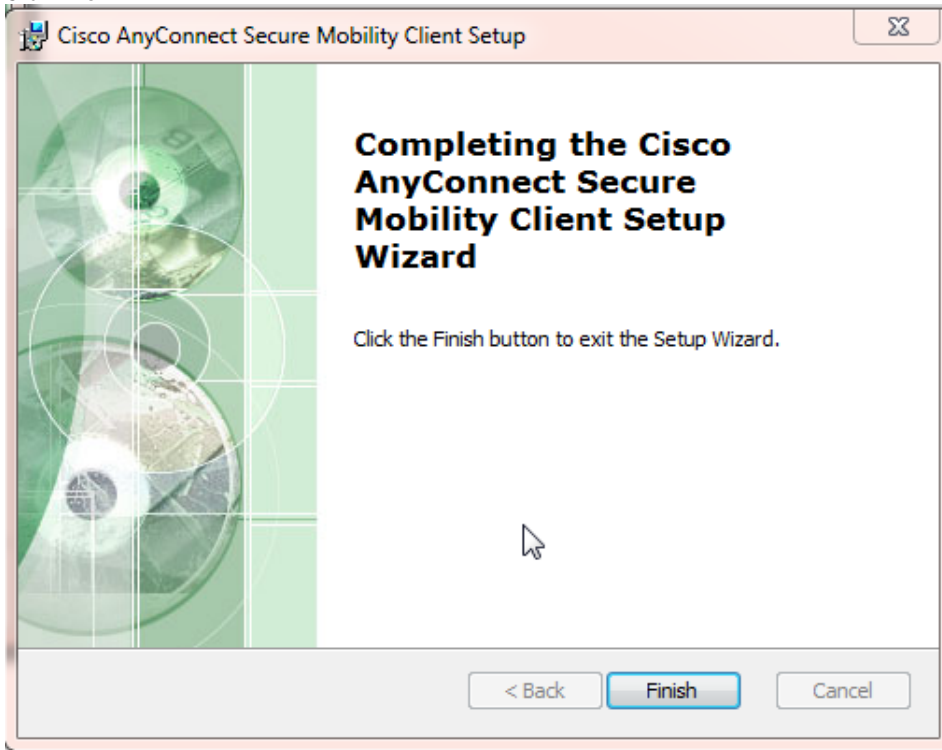 Cisco AnyConnect Secure Mobility Client Setup
Completing the Cisco
AnyConnect Secure
Mobility Client Setup
Wizard
Click the Finish button to exit the Setup Wizard.
< Back
Finish
Cancel